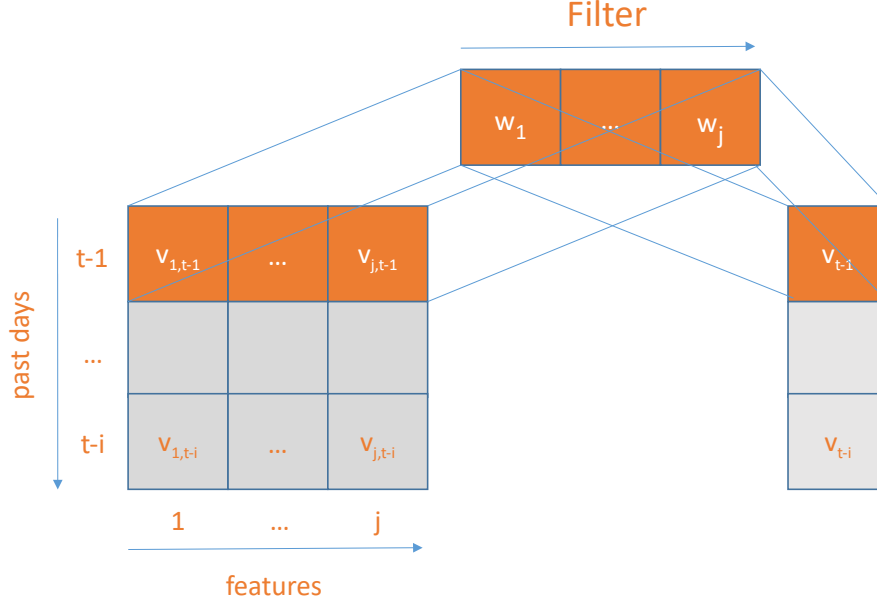 Filter
w1 ... wj
t-1 v1,t-1 ... vj,t-1 vt-1
past days
...
t-i v1,t-i ... vj,t-i vt-i
1 ... j
features